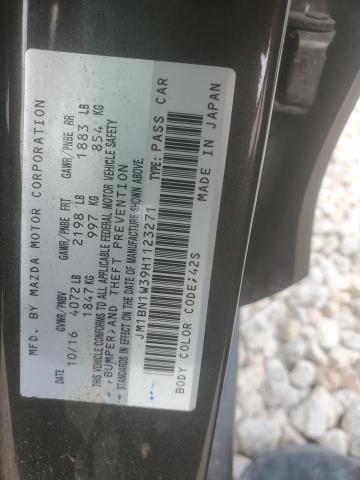 MFD. BY MAZDA MOTOR CORPORATION
DATE GVWR/PNBV GAWR/PNBE FRT GAWR/PNBE RR
10/16 4072 LB 2198 LB 1883 LB
1847 KG 997 KG 854 KG
THIS VEHICLE CONFORMS TO ALL APPLICABLE FEDERAL MOTOR VEHICLE SAFETY
,BUMPER,AND THEFT PREVENTION
STANDARDS IN EFFECT ON THE DATE OF MANUFACTURE SHOWN ABOVE.
JM1BN1W39H1123271 TYPE: PASS CAR
BODY COLOR CODE;42S MADE IN JAPAN